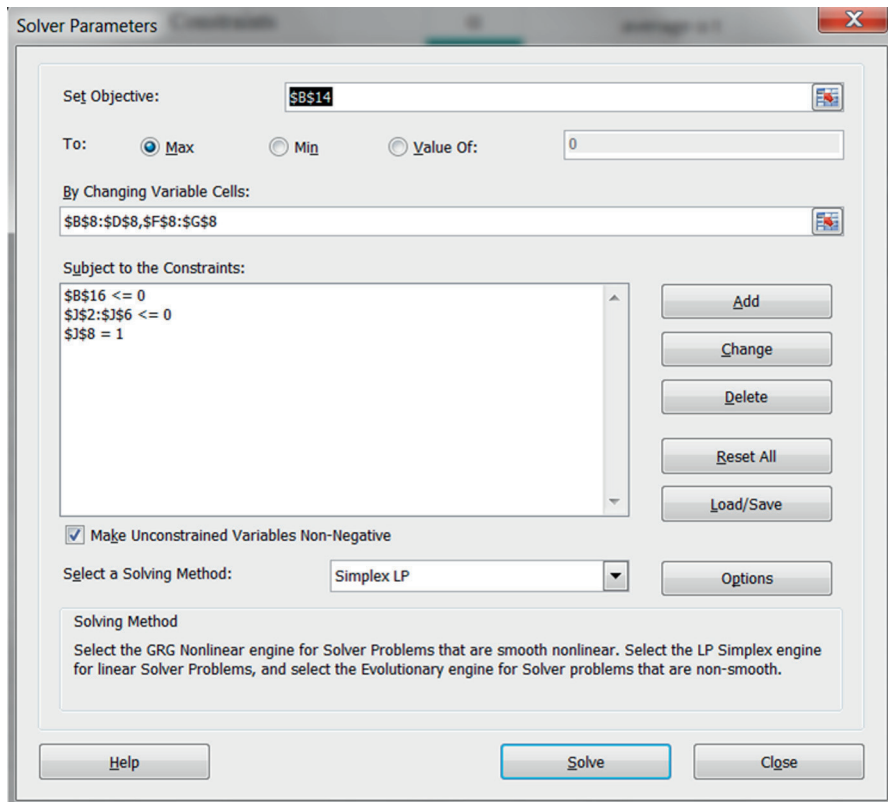 Solver Parameters
Set Objective:
$B$14
To:
Max
Min
Value Of:
0
By Changing Variable Cells:
$B$8:$D$8,$F$8:$G$8
Subject to the Constraints:
$B$16 <= 0
$J$2:$J$6 <= 0
$J$8 = 1
Add
Change
Delete
Reset All
Load/Save
Make Unconstrained Variables Non-Negative
Select a Solving Method:
Simplex LP
Options
Solving Method
Select the GRG Nonlinear engine for Solver Problems that are smooth nonlinear. Select the LP Simplex engine
for linear Solver Problems, and select the Evolutionary engine for Solver problems that are non-smooth.
Help
Solve
Close